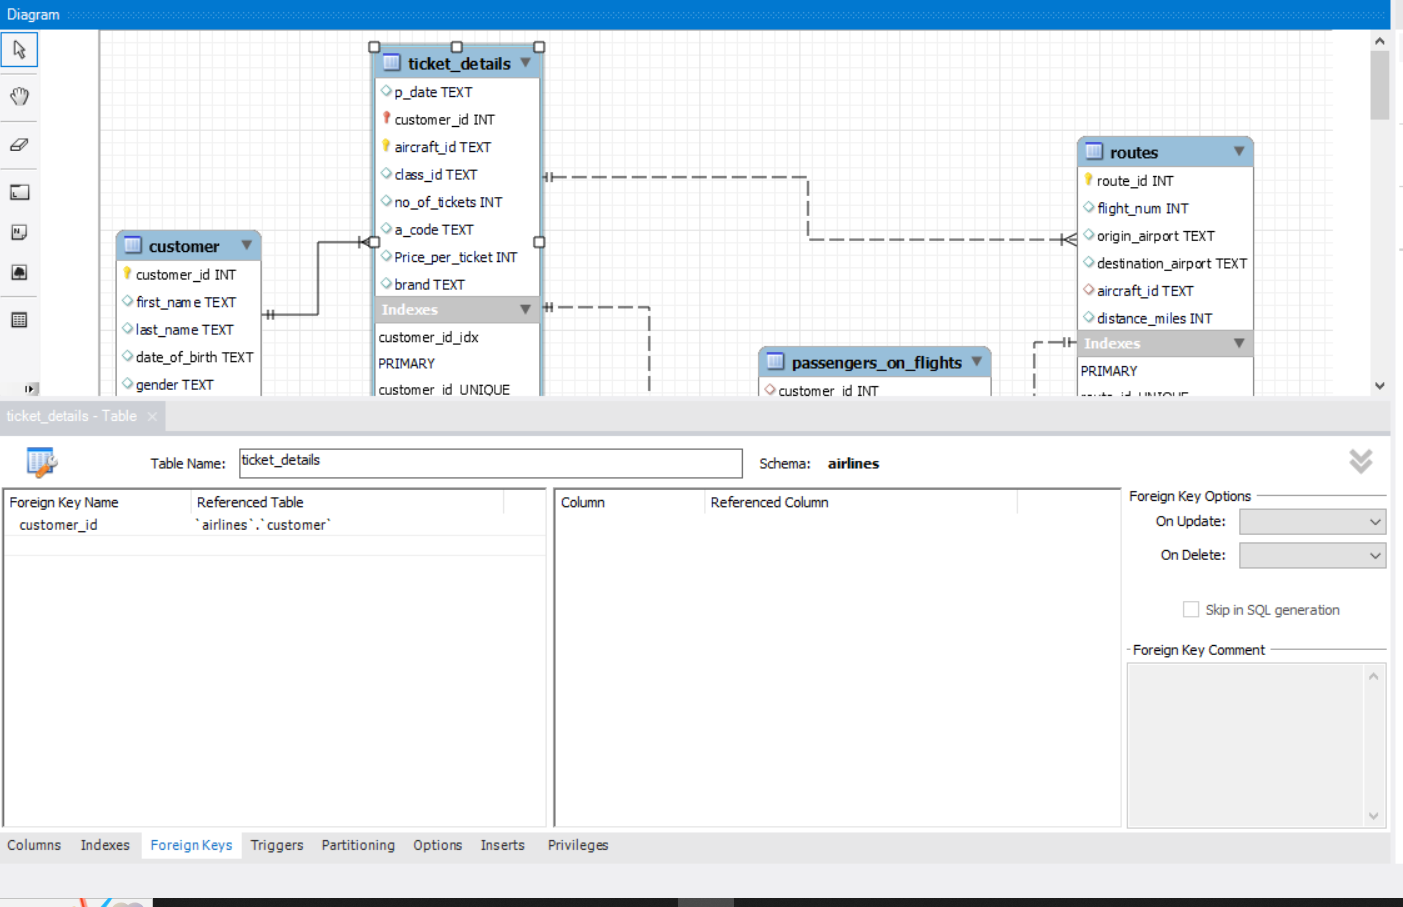 Diagram
ticket_details
p_date TEXT
customer_id INT
aircraft_id TEXT
class_id TEXT
no_of_tickets INT
a_code TEXT
Price_per_ticket INT
brand TEXT
Indexes
customer_id_idx
PRIMARY
customer_id_UNIQUE
customer
customer_id INT
first_name TEXT
last_name TEXT
date_of_birth TEXT
gender TEXT
passengers_on_flights
customer_id INT
routes
route_id INT
flight_num INT
origin_airport TEXT
destination_airport TEXT
aircraft_id TEXT
distance_miles INT
Indexes
PRIMARY
route_id_UNIQUE
ticket_details - Table
Table Name: ticket_details Schema: airlines
Foreign Key Name Referenced Table
customer_id `airlines`.`customer`
Column Referenced Column
Foreign Key Options
On Update:
On Delete:
Skip in SQL generation
Foreign Key Comment
Columns Indexes Foreign Keys Triggers Partitioning Options Inserts Privileges